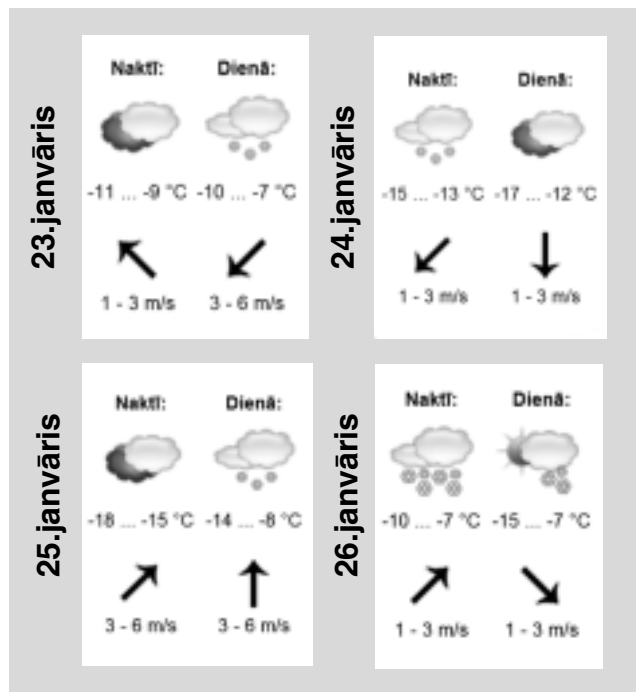 23.janvāris
Naktī: Dienā:
-11 ... -9 °C -10 ... -7 °C
1 - 3 m/s 3 - 6 m/s
24.janvāris
Naktī: Dienā:
-15 ... -13 °C -17 ... -12 °C
1 - 3 m/s 1 - 3 m/s
25.janvāris
Naktī: Dienā:
-18 ... -15 °C -14 ... -8 °C
3 - 6 m/s 3 - 6 m/s
26.janvāris
Naktī: Dienā:
-10 ... -7 °C -15 ... -7 °C
1 - 3 m/s 1 - 3 m/s